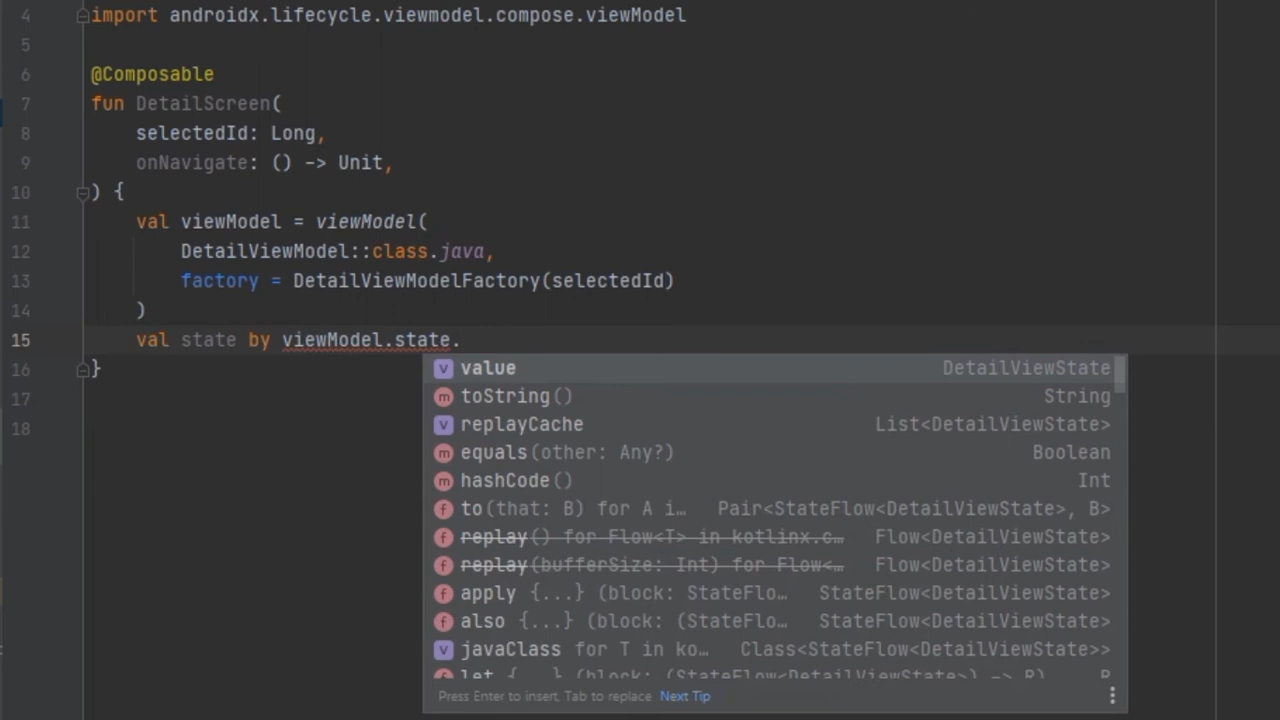 4 import androidx.lifecycle.viewmodel.compose.viewModel
5
6 @Composable
7 fun DetailScreen(
8 selectedId: Long,
9 onNavigate: () -> Unit,
10 ) {
11 val viewModel = viewModel(
12 DetailViewModel::class.java,
13 factory = DetailViewModelFactory(selectedId)
14 )
15 val state by viewModel.state.
16 }
v value DetailViewState
m toString() String
17
v replayCache List<DetailViewState>
18
m equals(other: Any?) Boolean
m hashCode() Int
f to(that: B) for A i… Pair<StateFlow<DetailViewState>, B>
f replay() for Flow<T> in kotlinx.c… Flow<DetailViewState>
f replay(bufferSize: Int) for Flow<… Flow<DetailViewState>
f apply {...} (block: StateFlo… StateFlow<DetailViewState>
f also {...} (block: (StateFlo… StateFlow<DetailViewState>
v javaClass for T in ko… Class<StateFlow<DetailViewState>>
f let {...} (block: (StateFlow<DetailViewState>) -> R) R
Press Enter to insert, Tab to replace Next Tip